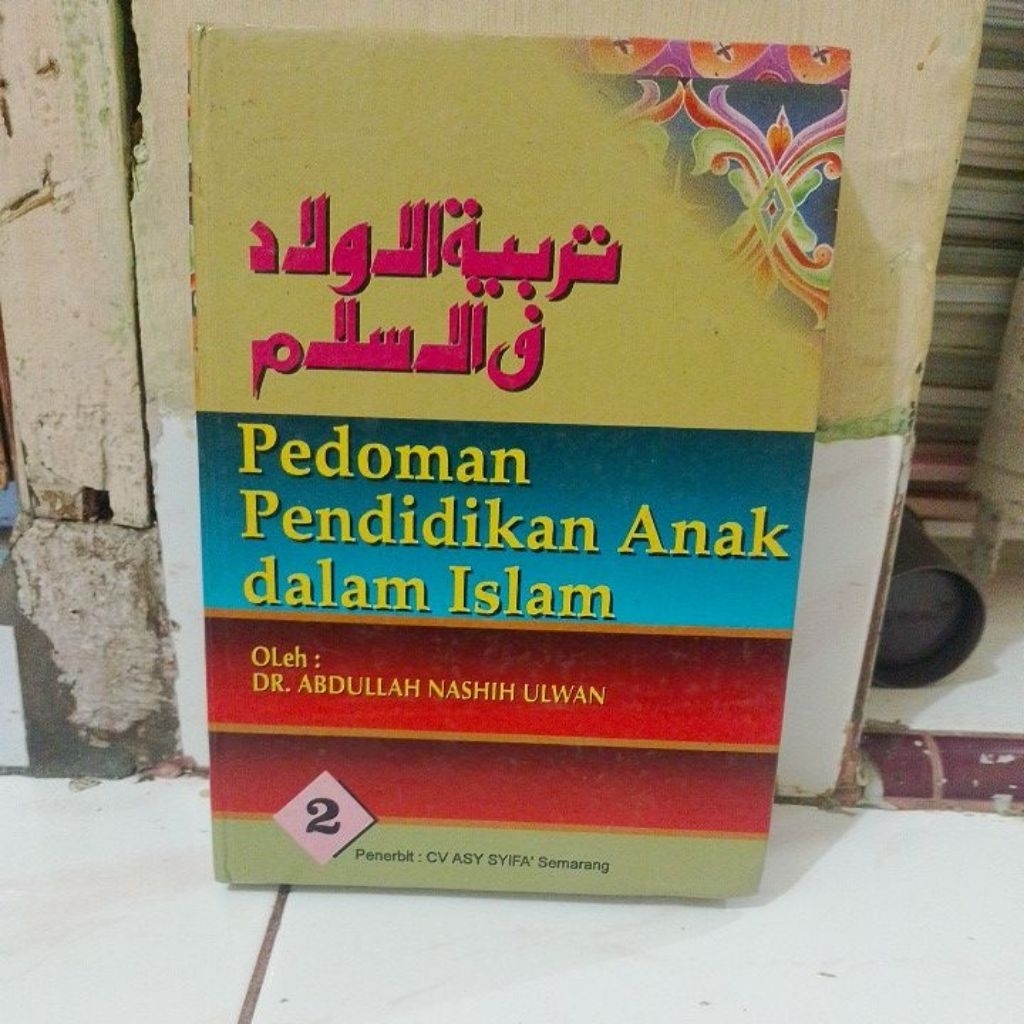 تربية الاولاد
فى الاسلام
Pedoman
Pendidikan Anak
dalam Islam
OLeh :
DR. ABDULLAH NASHIH ULWAN
2
Penerbit : CV ASY SYIFA' Semarang